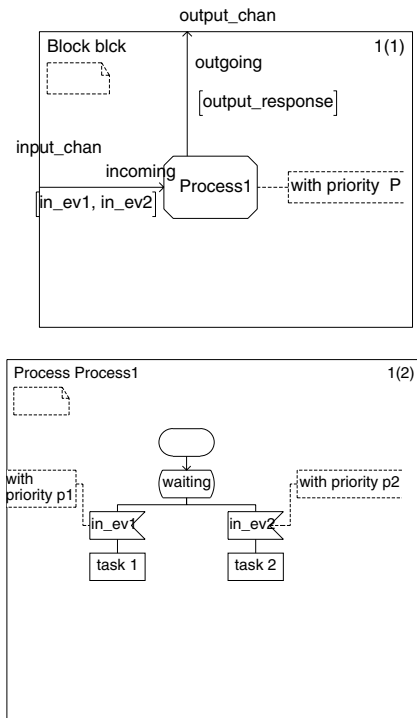 output_chan
Block blck
1(1)
outgoing
[output_response]
input_chan
incoming
Process1
with priority P
[in_ev1, in_ev2]
Process Process1
1(2)
with
priority p1
waiting
with priority p2
in_ev1
in_ev2
task 1
task 2